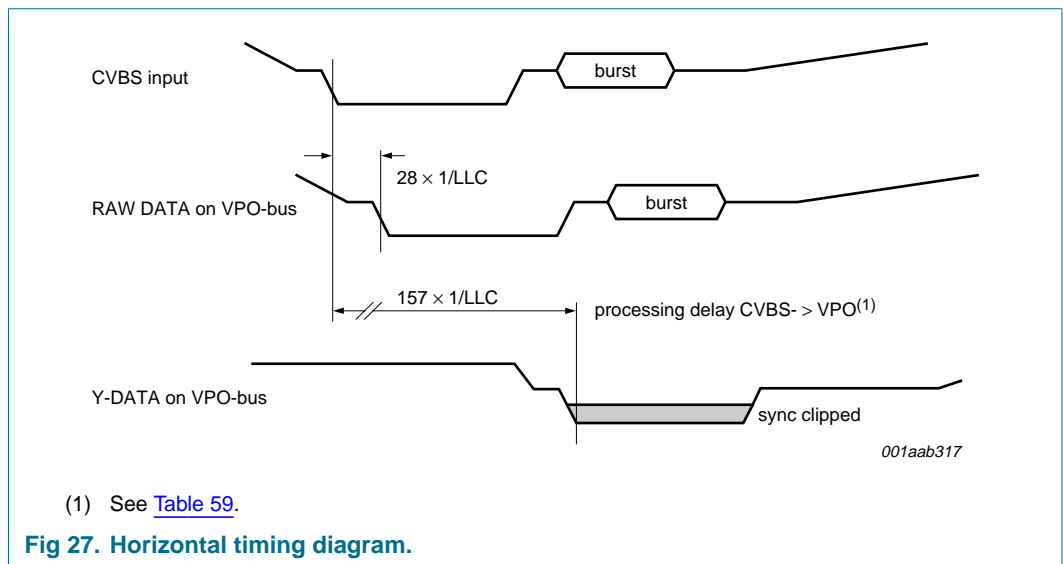 CVBS input
burst
28 × 1/LLC
RAW DATA on VPO-bus
burst
157 × 1/LLC
processing delay CVBS- > VPO(1)
Y-DATA on VPO-bus
sync clipped
001aab317
(1) See Table 59.
Fig 27. Horizontal timing diagram.